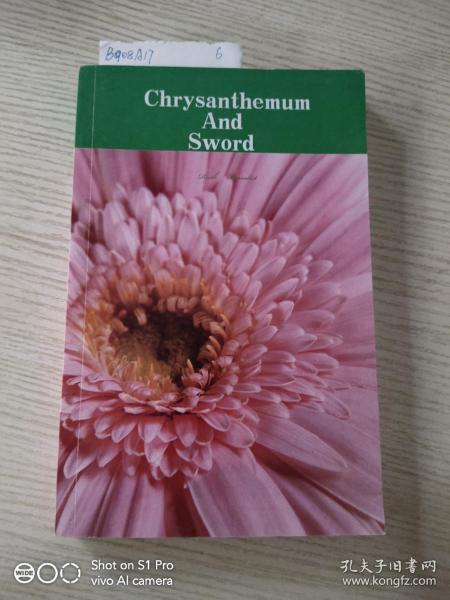 BQ08A17 6
Chrysanthemum
And
Sword
WIDE
Shot on S1 Pro
vivo AI camera
孔夫子旧书网
www.kongfz.com